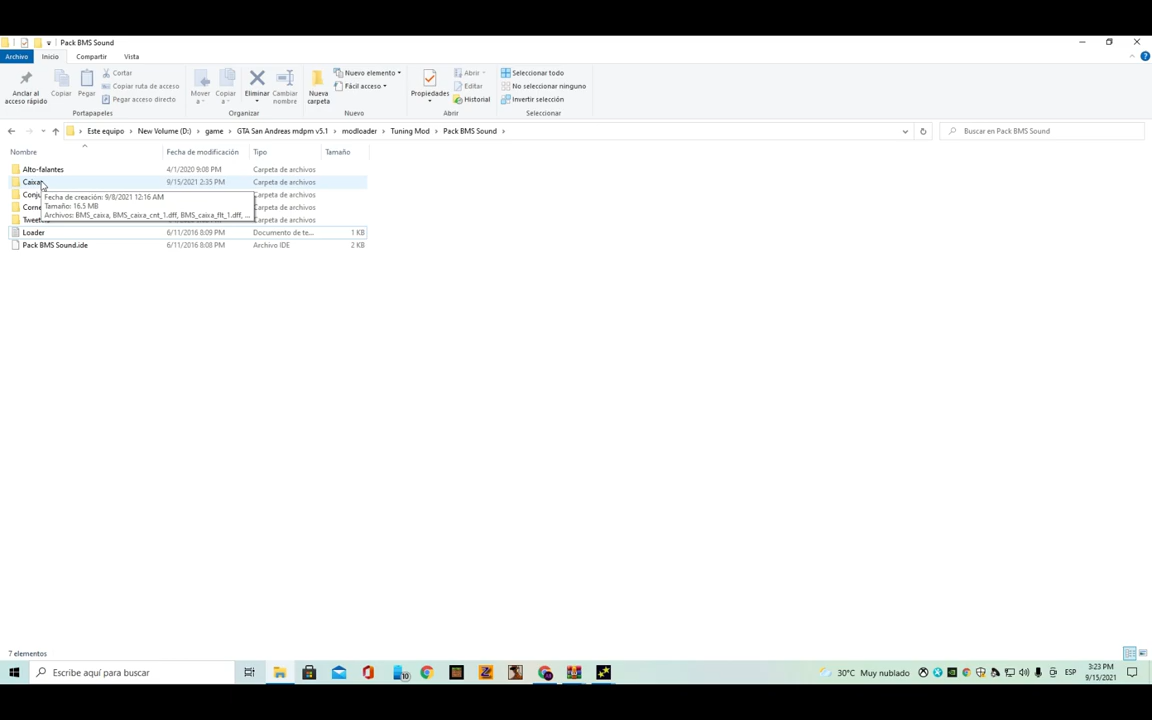 Pack BMS Sound
Archivo Inicio Compartir Vista
Anclar al acceso rápido
Copiar
Pegar
Cortar
Copiar ruta de acceso
Pegar acceso directo
Portapapeles
Mover a
Copiar a
Eliminar
Cambiar nombre
Organizar
Nueva carpeta
Nuevo elemento
Fácil acceso
Nuevo
Propiedades
Abrir
Editar
Historial
Abrir
Seleccionar todo
No seleccionar ninguno
Invertir selección
Seleccionar
Este equipo > New Volume (D:) > game > GTA San Andreas mdpm v5.1 > modloader > Tuning Mod > Pack BMS Sound >
Buscar en Pack BMS Sound
Nombre Fecha de modificación Tipo Tamaño
Alto-falantes 4/1/2020 9:08 PM Carpeta de archivos
Caixas 9/15/2021 2:35 PM Carpeta de archivos
Carpeta de archivos
Carpeta de archivos
Carpeta de archivos
Fecha de creación: 9/8/2021 12:16 AM
Tamaño: 16.5 MB
Archivos: BMS_caixa, BMS_caixa_cnt_1.dff, BMS_caixa_flt_1.dff, ...
Loader 6/11/2016 8:09 PM Documento de te... 1 KB
Pack BMS Sound.ide 6/11/2016 8:08 PM Archivo IDE 2 KB
7 elementos
Escribe aquí para buscar
10
30°C Muy nublado
ESP
3:23 PM
9/15/2021